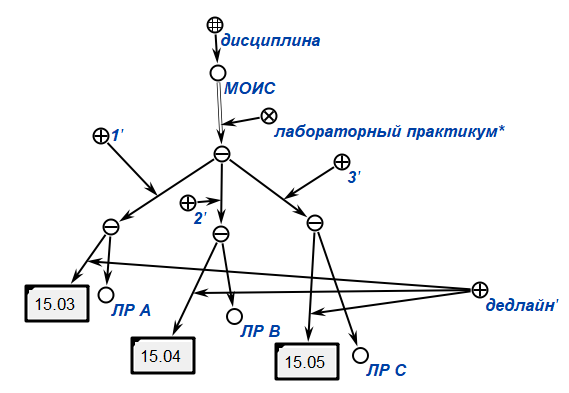 дисциплина
МОИС
лабораторный практикум*
1'
3'
2'
15.03
ЛР A
дедлайн'
ЛР B
15.04
15.05
ЛР C